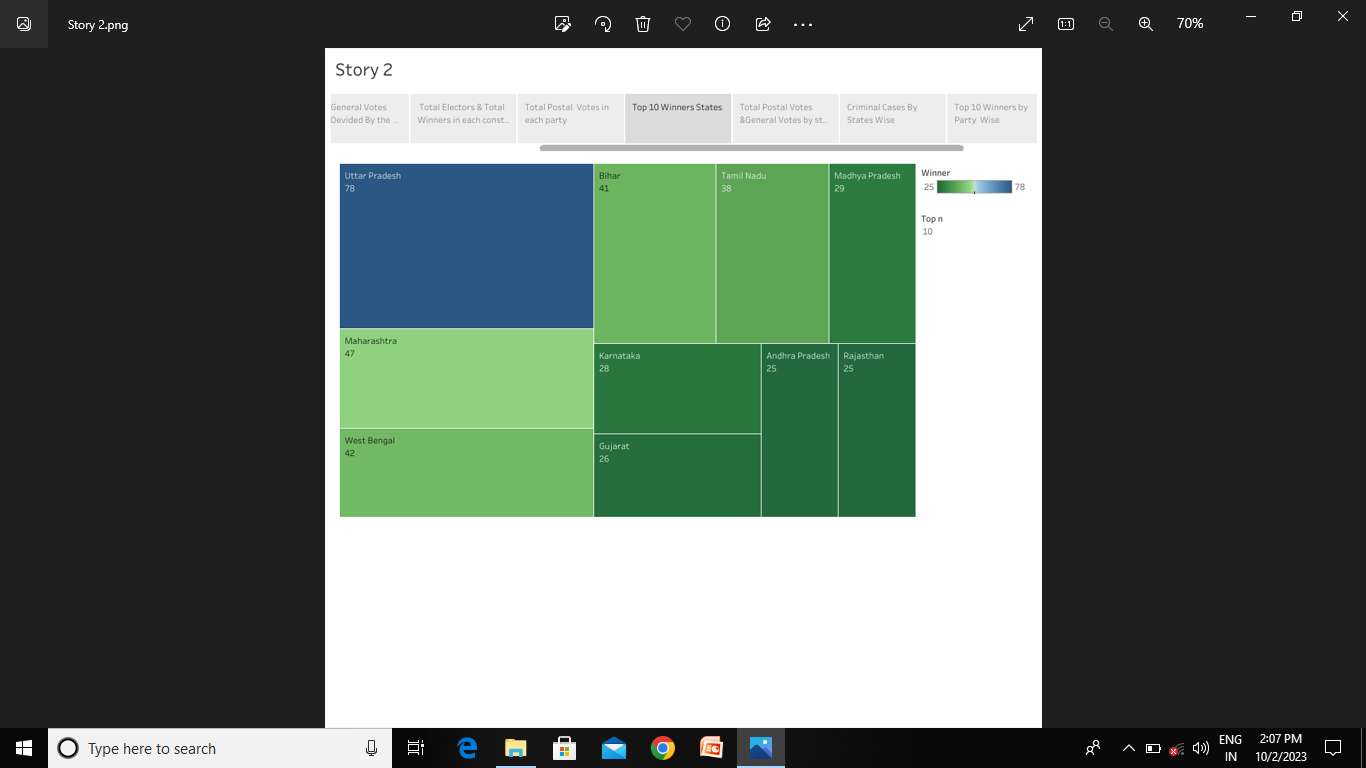 Story 2.png
70%
Story 2
General Votes
Devided By the ...
Total Electors & Total
Winners in each const..
Total Postal Votes in
each party
Top 10 Winners States
Total Postal Votes
&General Votes by st..
Criminal Cases By
States Wise
Top 10 Winners by
Party Wise
Uttar Pradesh
78
Bihar
41
Tamil Nadu
38
Madhya Pradesh
29
Winner
25 78
Top n
10
Maharashtra
47
Karnataka
28
Andhra Pradesh
25
Rajasthan
25
West Bengal
42
Gujarat
26
Type here to search
ENG
IN
2:07 PM
10/2/2023